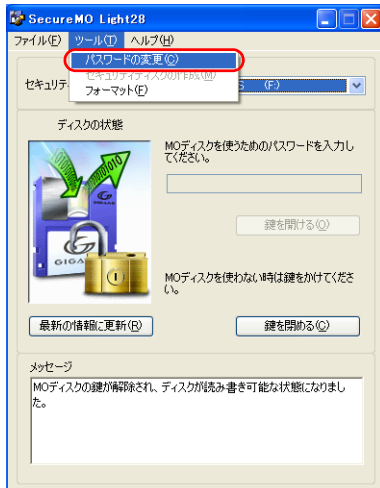 SecureMO Light28
ファイル(F) ツール(T) ヘルプ(H)
パスワードの変更(C)
セキュリティディスクの作成(M)
フォーマット(F)
セキュリテ
S (F:)
ディスクの状態
MOディスクを使うためのパスワードを入力し
てください。
鍵を開ける(O)
GIGA
MOディスクを使わない時は鍵をかけてくださ
い。
最新の情報に更新(R)
鍵を閉める(C)
メッセージ
MOディスクの鍵が解除され、ディスクが読み書き可能な状態になりまし
た。